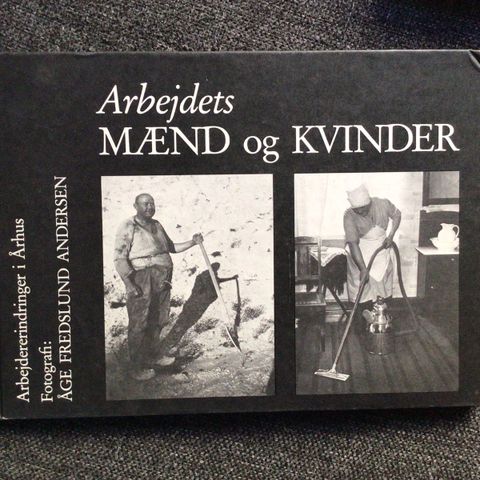 Arbejdets
MÆND og KVINDER
Arbejdererindringer i Århus
Fotografi:
ÅGE FREDSLUND ANDERSEN